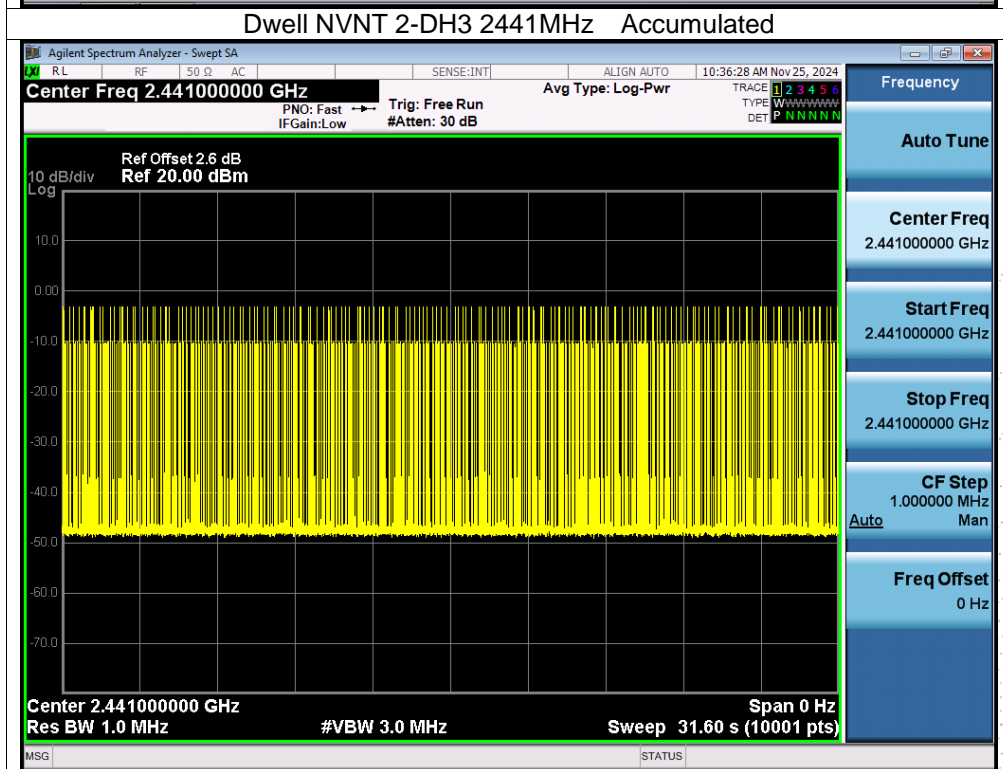 Dwell NVNT 2-DH3 2441MHz Accumulated
Agilent Spectrum Analyzer - Swept SA
LXI RL RF 50 Ω AC SENSE:INT ALIGN AUTO 10:36:28 AM Nov 25, 2024
Center Freq 2.441000000 GHz
PNO: Fast
IFGain:Low
Trig: Free Run
#Atten: 30 dB
Avg Type: Log-Pwr
TRACE 1 2 3 4 5 6
TYPE WWWWWW
DET P N N N N N
Ref Offset 2.6 dB
10 dB/div Ref 20.00 dBm
Log
10.0
0.00
-10.0
-20.0
-30.0
-40.0
-50.0
-60.0
-70.0
Center 2.441000000 GHz Span 0 Hz
Res BW 1.0 MHz #VBW 3.0 MHz Sweep 31.60 s (10001 pts)
MSG STATUS
Frequency
Auto Tune
Center Freq
2.441000000 GHz
Start Freq
2.441000000 GHz
Stop Freq
2.441000000 GHz
CF Step
1.000000 MHz
Auto Man
Freq Offset
0 Hz